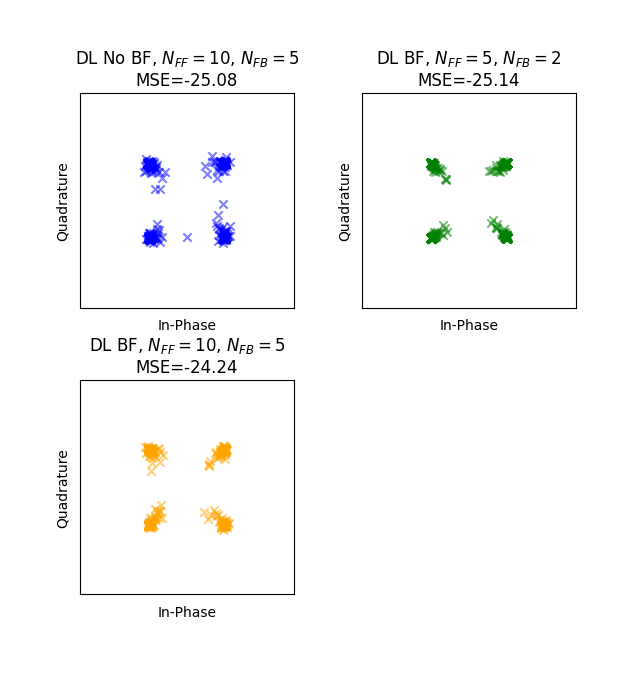 DL No BF, $N_{FF} = 10$, $N_{FB} = 5$
MSE=-25.08
Quadrature
In-Phase
DL BF, $N_{FF} = 5$, $N_{FB} = 2$
MSE=-25.14
Quadrature
In-Phase
DL BF, $N_{FF} = 10$, $N_{FB} = 5$
MSE=-24.24
Quadrature
In-Phase